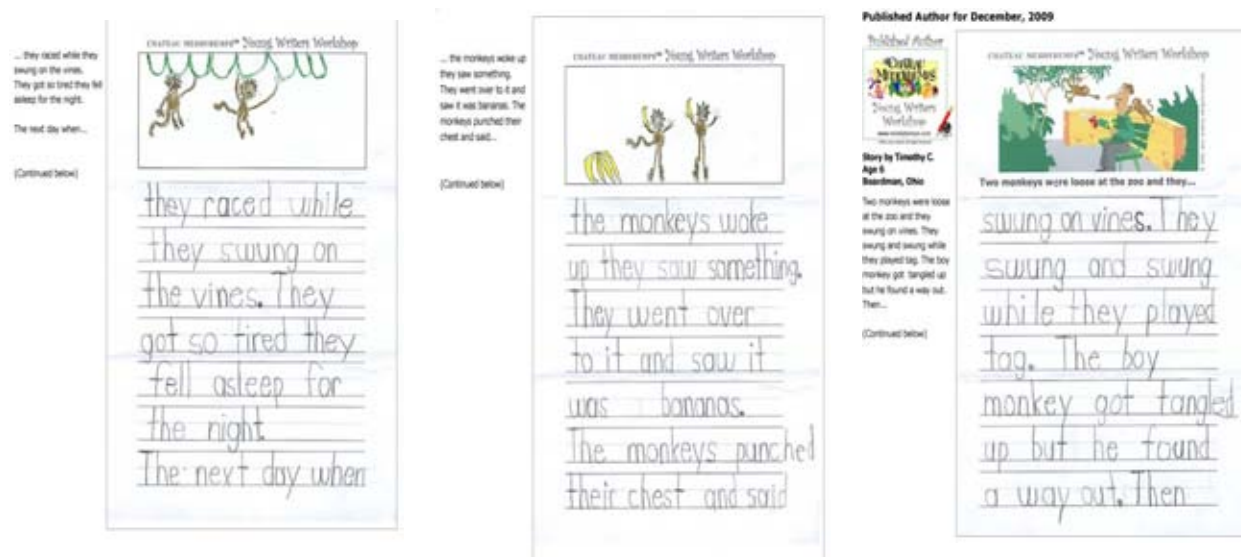 ... they raced while they
swung on the vines.
They got so tired they fell
asleep for the night.
The next day when...
(Continued below)
CHATEAU MEDDYBEMPS™ Young Writers Workshop
they raced while
they swung on
the vines. They
got so tired they
fell asleep for
the night.
The next day when
... the monkeys woke up
they saw something.
They went over to it and
saw it was bananas. The
monkeys punched their
chest and said...
(Continued below)
CHATEAU MEDDYBEMPS™ Young Writers Workshop
the monkeys woke
up they saw something.
They went over
to it and saw it
was bananas.
The monkeys punched
their chest and said
Published Author for December, 2009
Published Author
CHATEAU
MEDDYBEMPS
Young Writers
Workshop
Story by Timothy C.
Age 6
Boardman, Ohio
Two monkeys were loose
at the zoo and they
swung on vines. They
swung and swung while
they played tag. The boy
monkey got tangled up
but he found a way out.
Then...
(Continued below)
CHATEAU MEDDYBEMPS™ Young Writers Workshop
Two monkeys were loose at the zoo and they...
swung on vines. They
swung and swung
while they played
tag. The boy
monkey got tangled
up but he found
a way out. Then